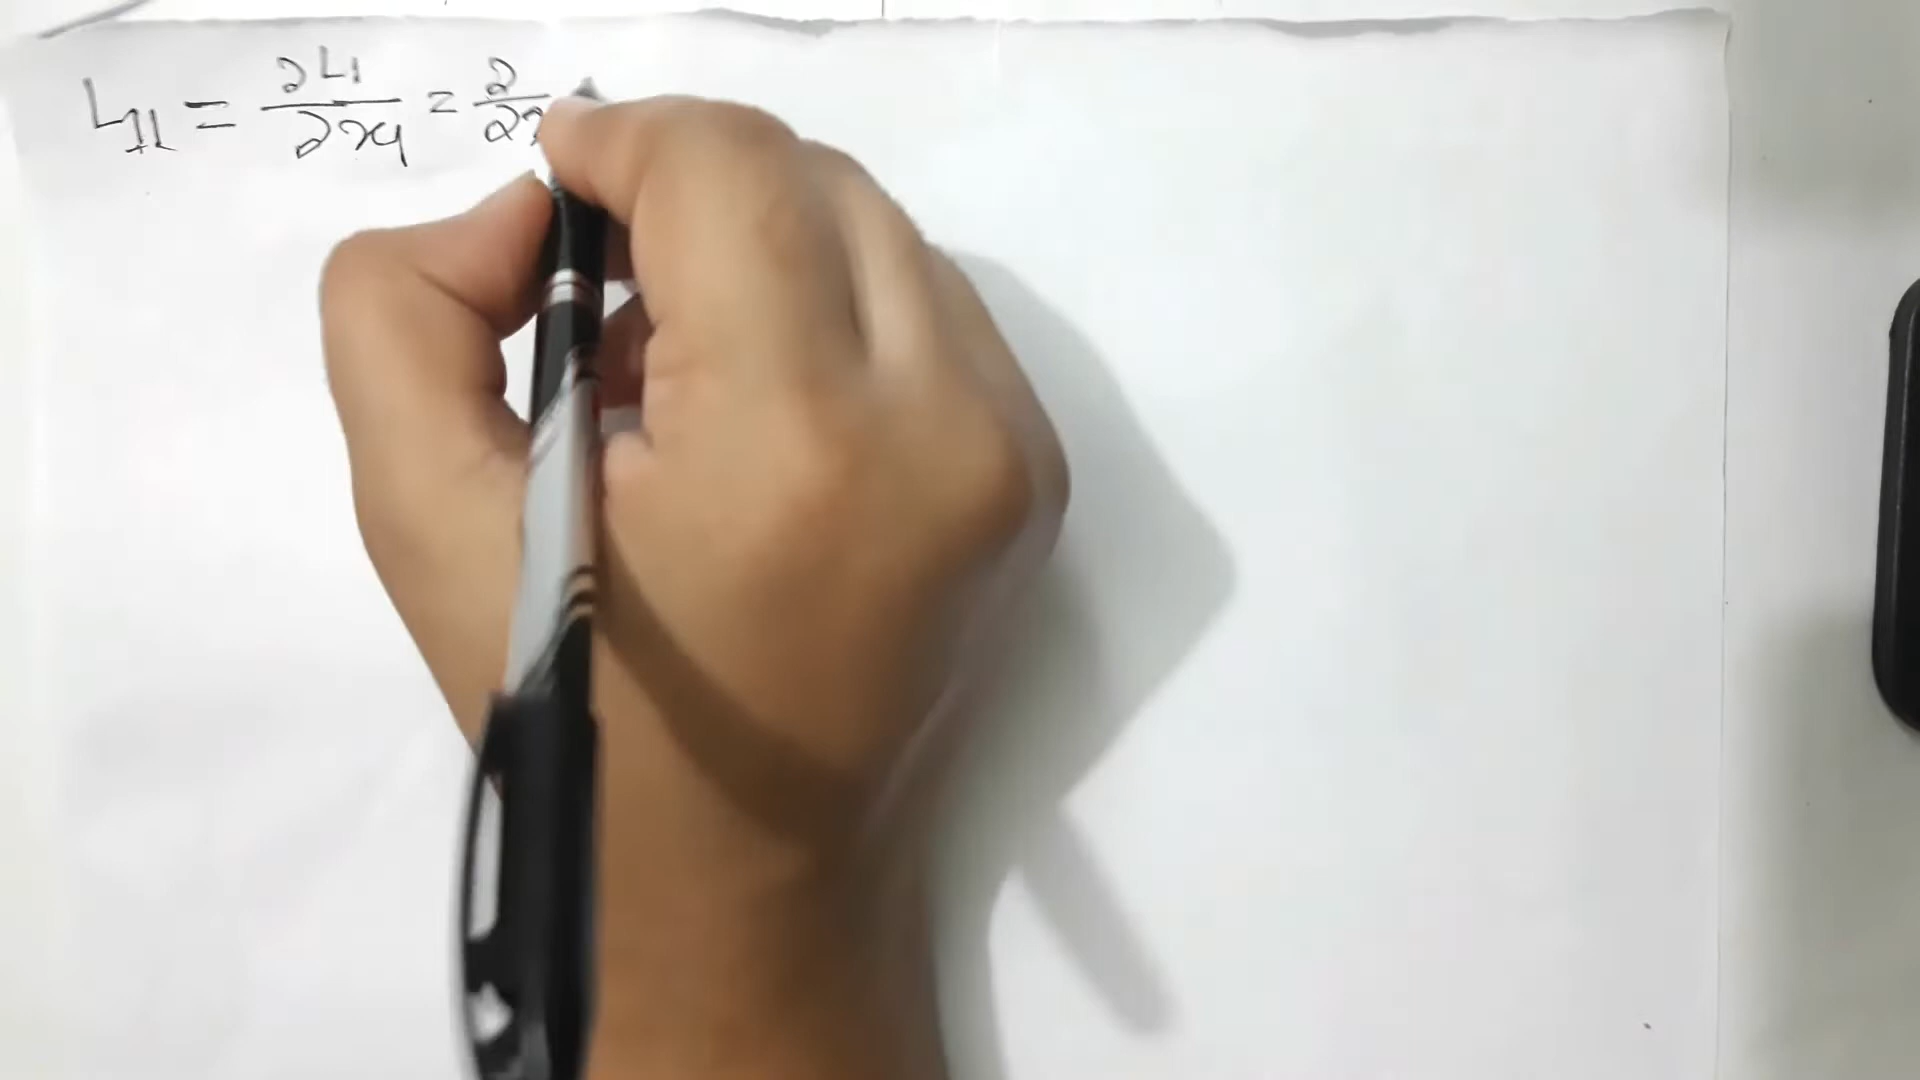 L₁₁ = ∂L₁/∂x₁ = ∂/∂x